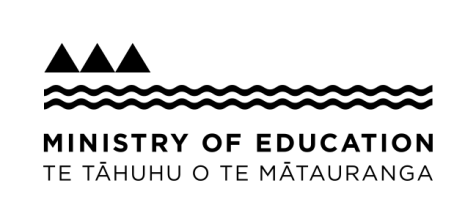 MINISTRY OF EDUCATION
TE TĀHUHU O TE MĀTAURANGA